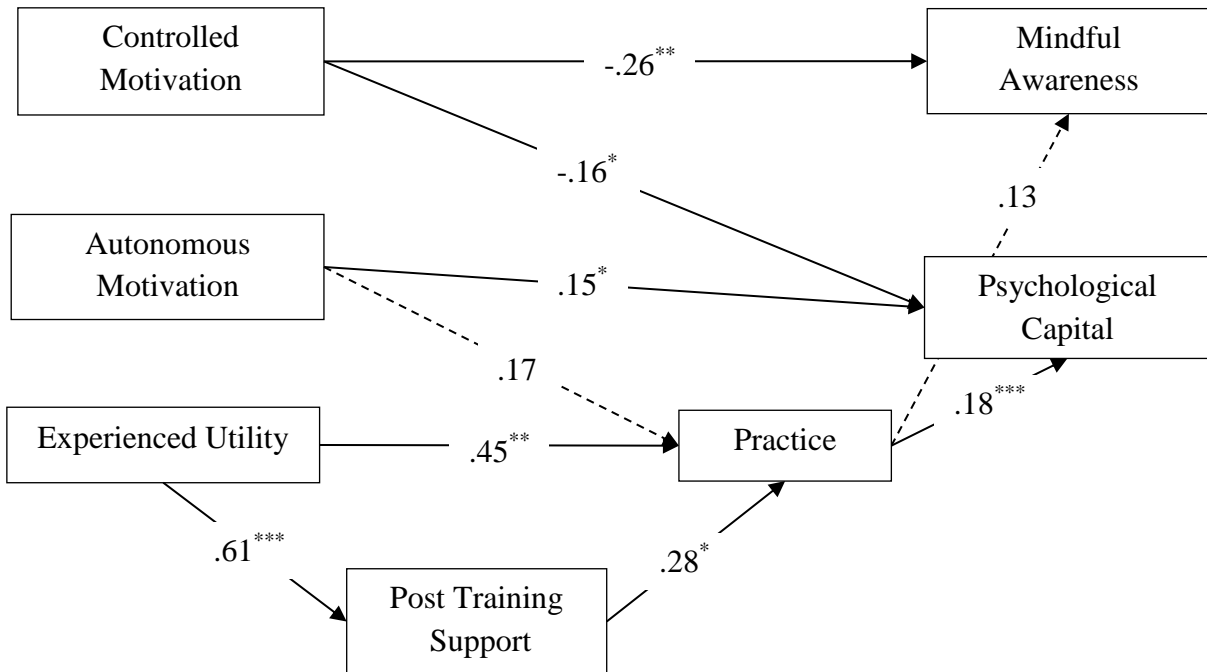 Controlled
Motivation
-.26**
Mindful
Awareness
-.16*
.13
Autonomous
Motivation
.15*
Psychological
Capital
.17
.18***
Experienced Utility
.45**
Practice
.61***
.28*
Post Training
Support